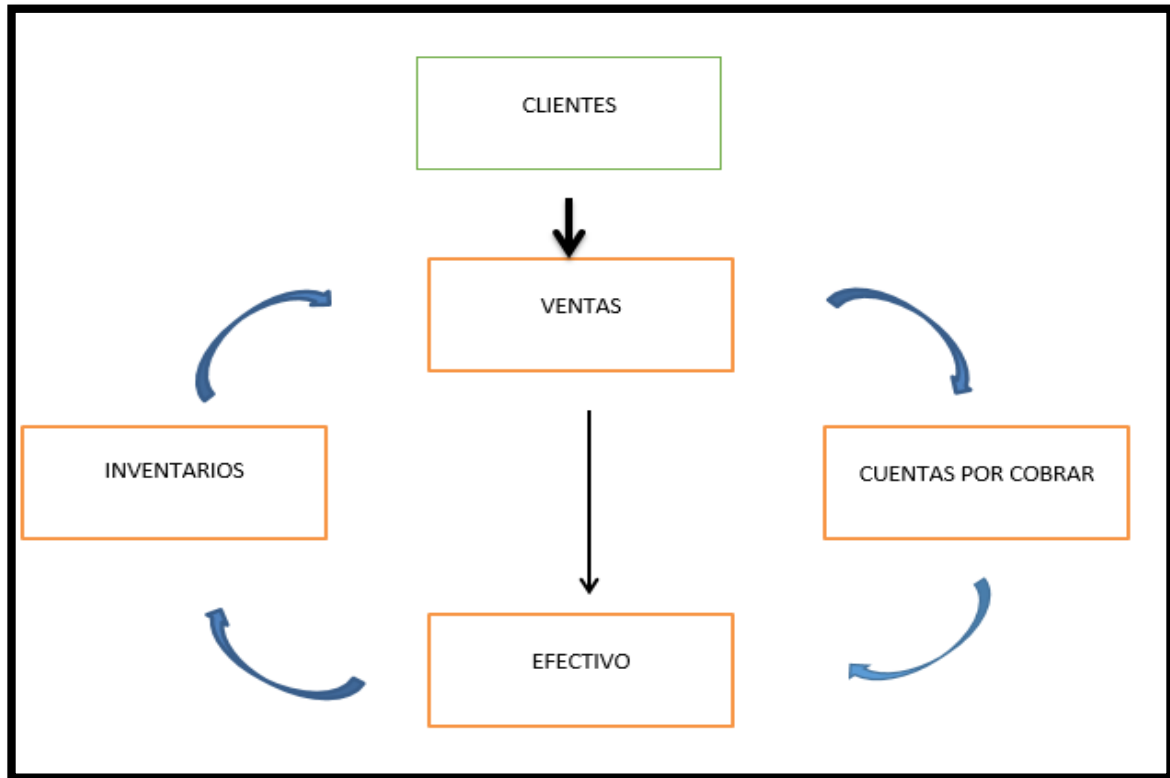 CLIENTES
VENTAS
INVENTARIOS
CUENTAS POR COBRAR
EFECTIVO